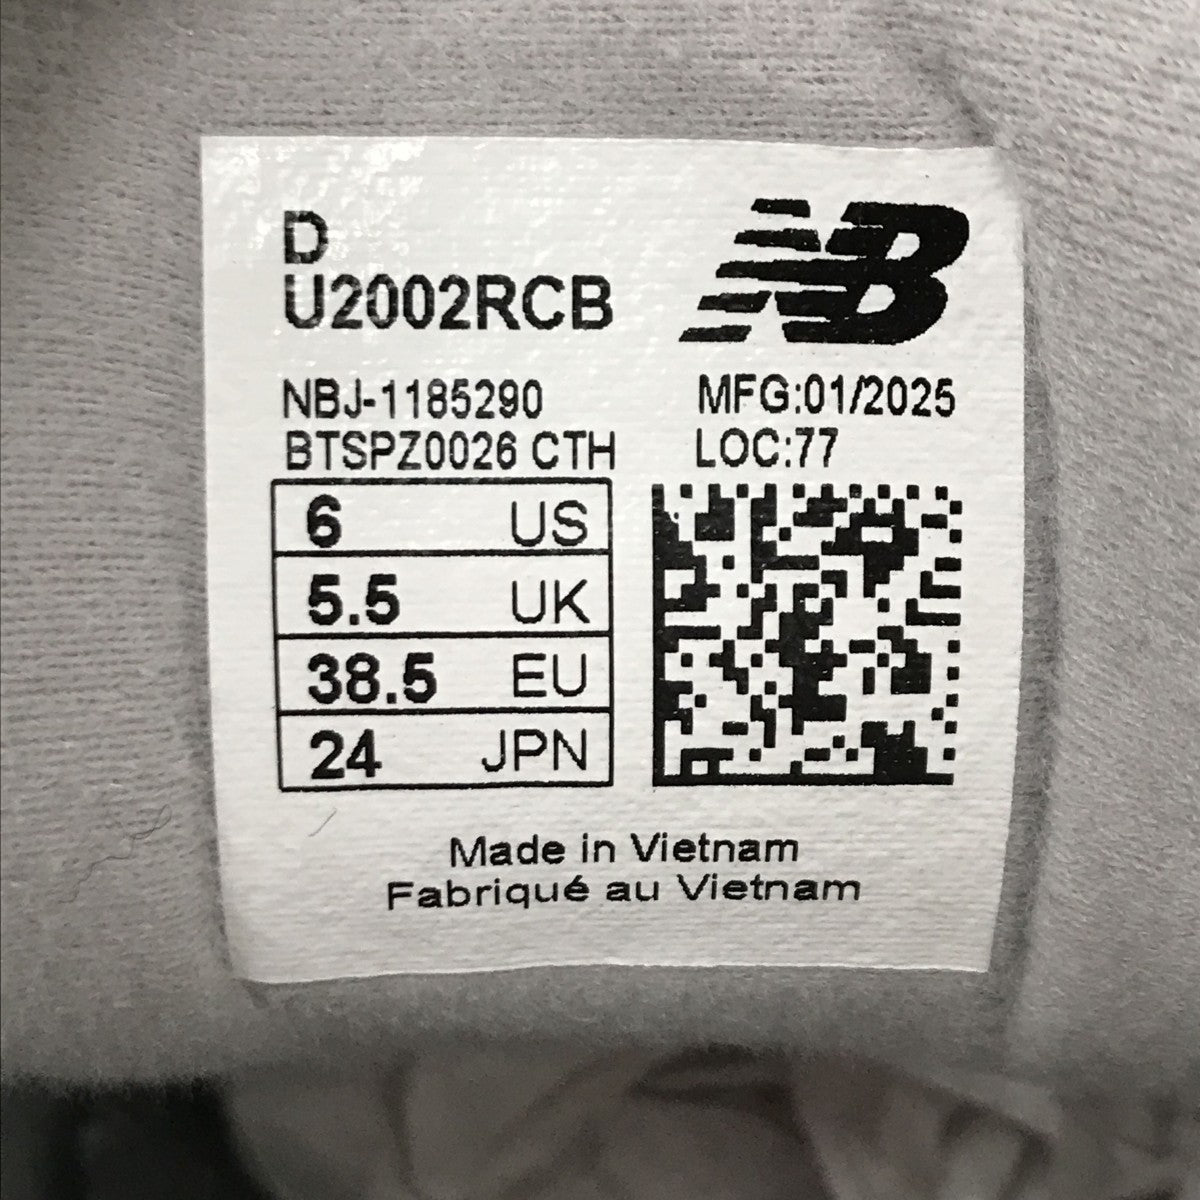 D
U2002RCB
NB
NBJ-1185290
MFG:01/2025
BTSPZ0026 CTH
LOC:77
6 US
5.5 UK
38.5 EU
24 JPN
Made in Vietnam
Fabriqué au Vietnam